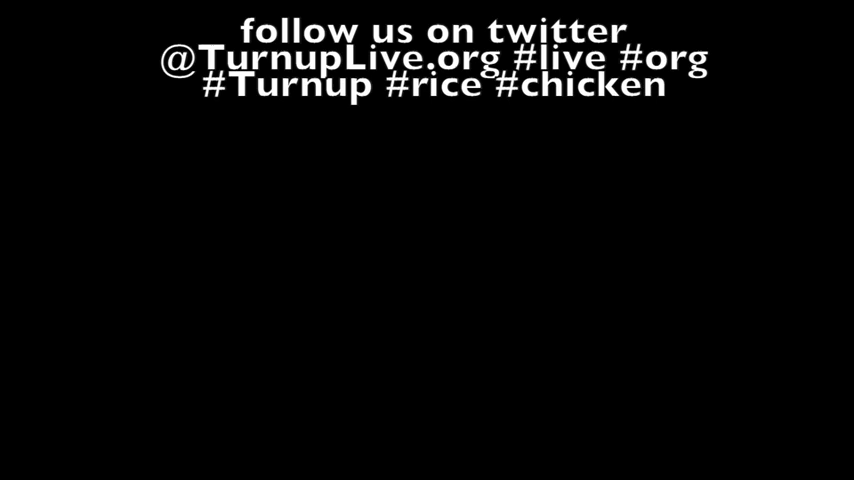 follow us on twitter
@TurnupLive.org #live #org
#Turnup #rice #chicken